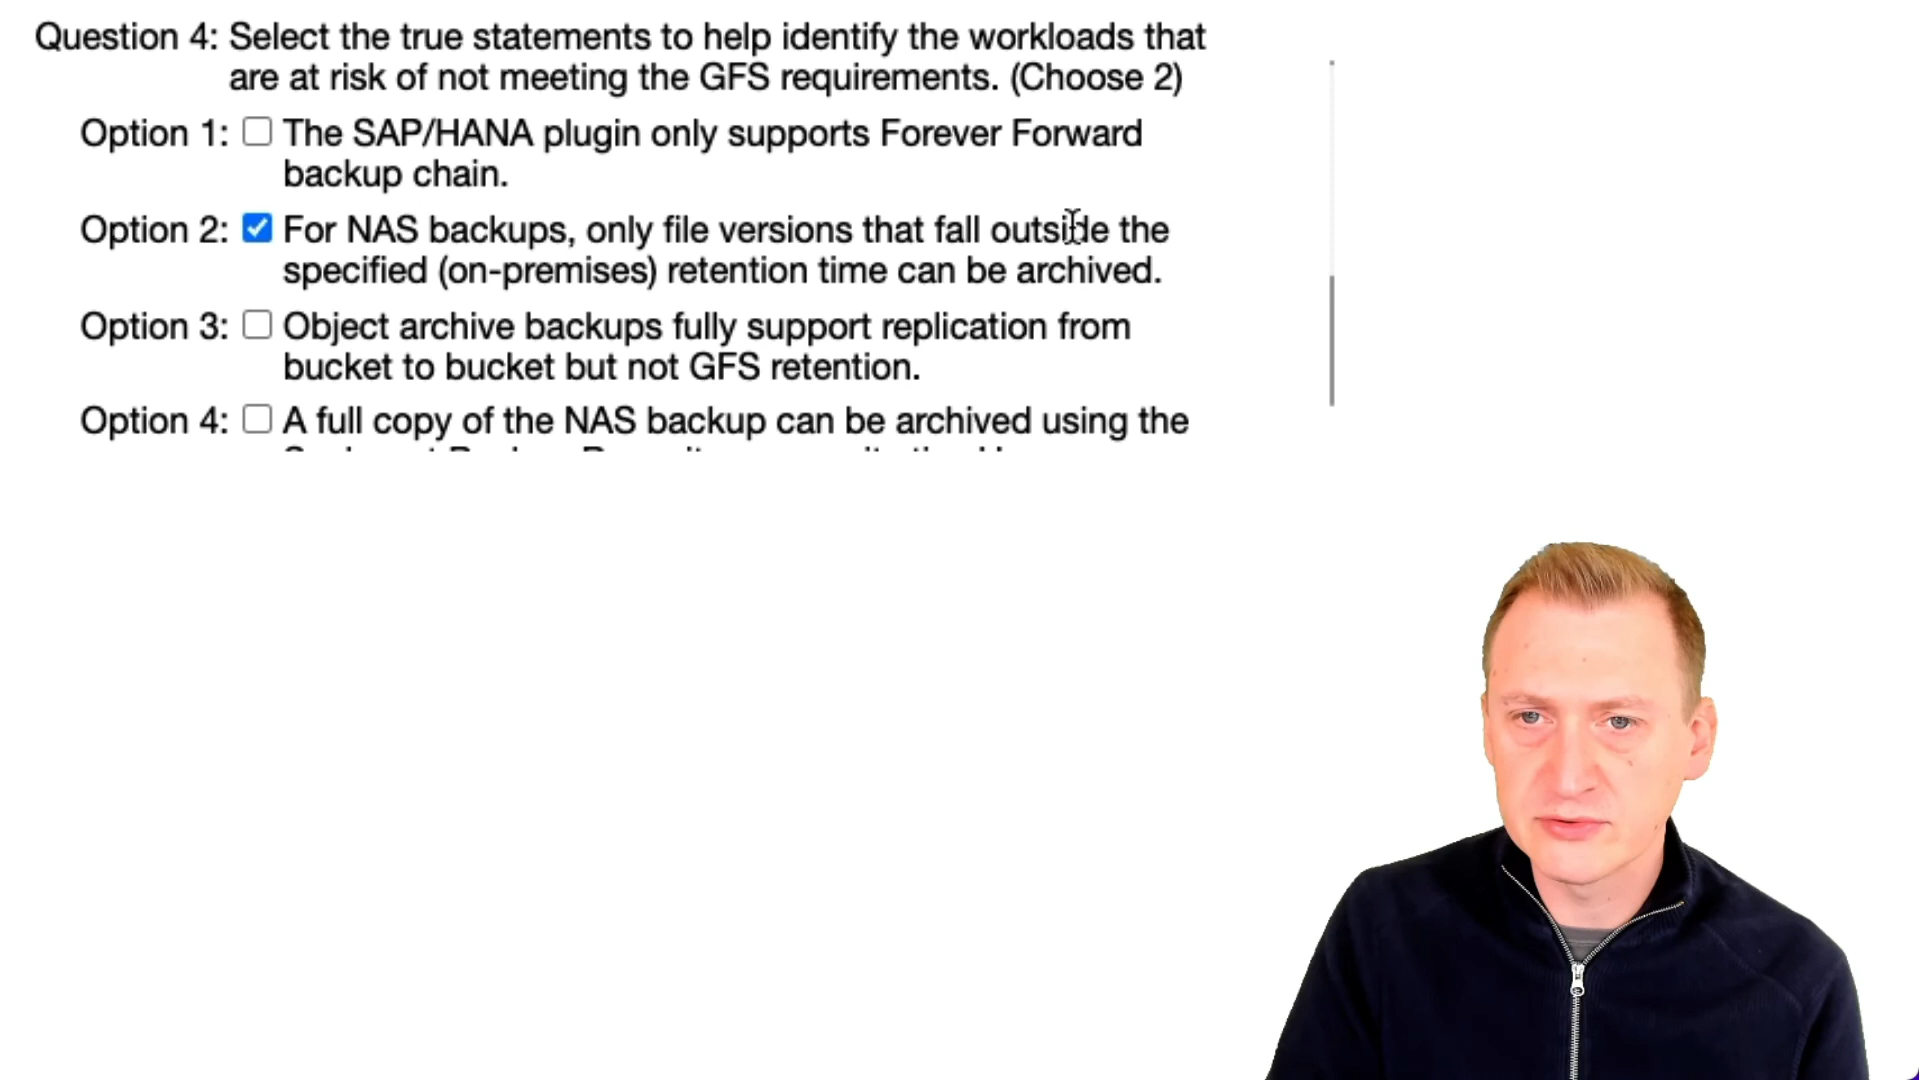 Question 4: Select the true statements to help identify the workloads that
are at risk of not meeting the GFS requirements. (Choose 2)
Option 1: The SAP/HANA plugin only supports Forever Forward
backup chain.
Option 2: For NAS backups, only file versions that fall outside the
specified (on-premises) retention time can be archived.
Option 3: Object archive backups fully support replication from
bucket to bucket but not GFS retention.
Option 4: A full copy of the NAS backup can be archived using the